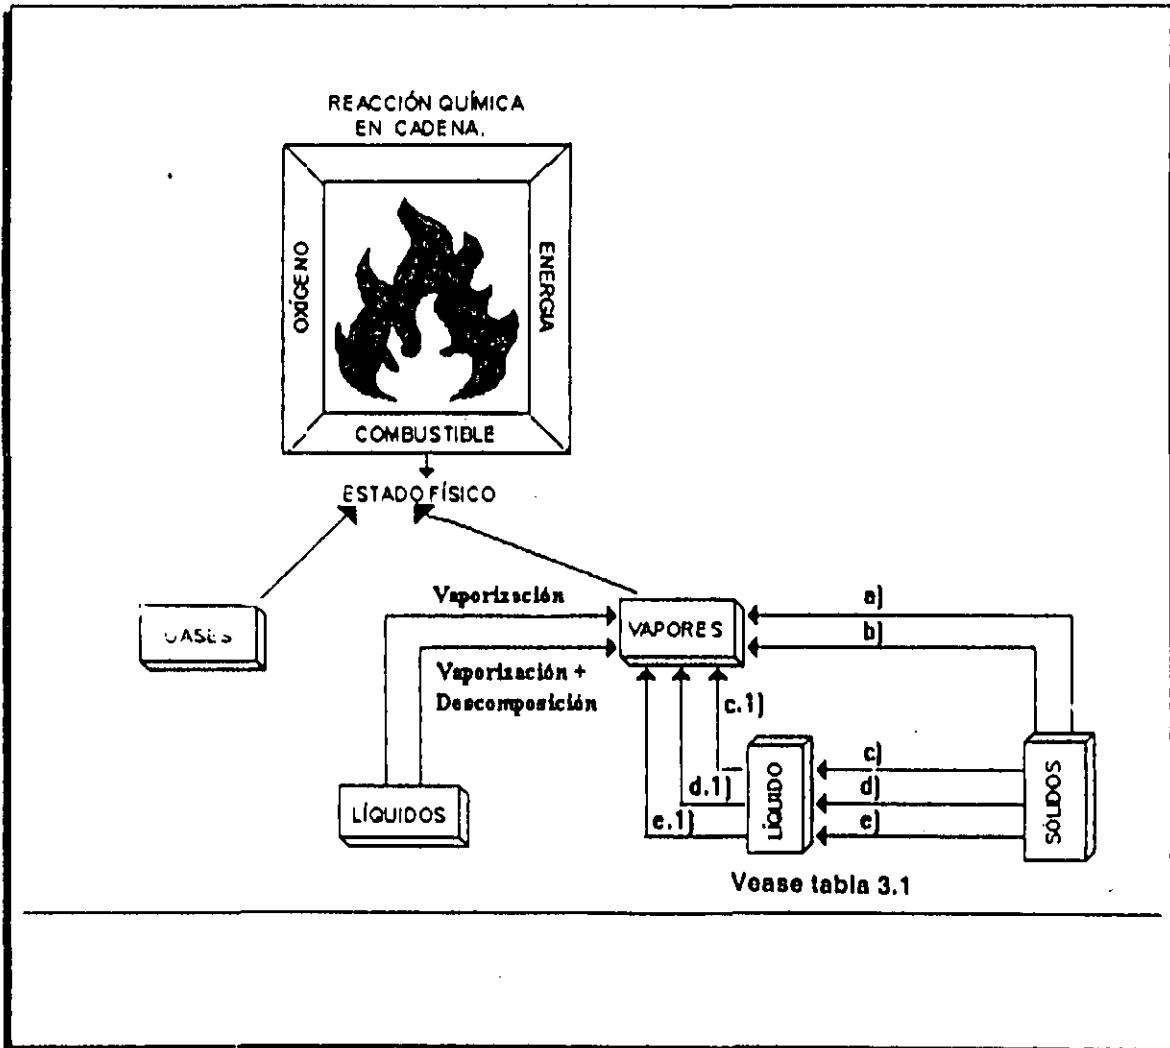 REACCIÓN QUÍMICA
EN CADENA.
OXÍGENO
ENERGIA
COMBUSTIBLE
ESTADO FÍSICO
GASES
Vaporización
VAPORES
a)
b)
Vaporización +
Descomposición
c.1)
d.1)
e.1)
LÍQUIDOS
LÍQUIDO
c)
d)
e)
SÓLIDOS
Vease tabla 3.1